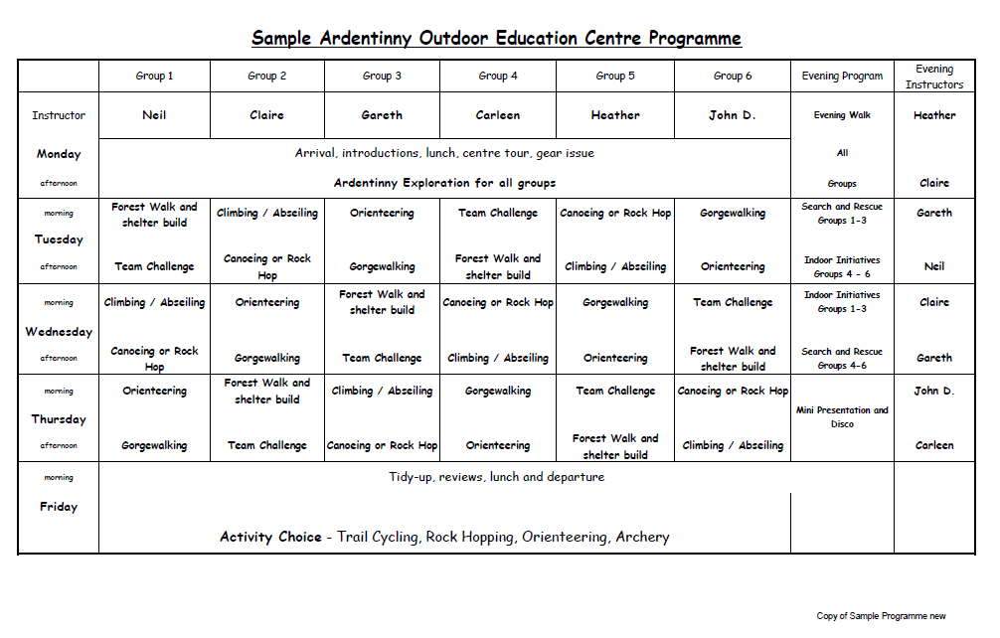 Sample Ardentinny Outdoor Education Centre Programme
Group 1 Group 2 Group 3 Group 4 Group 5 Group 6 Evening Program Evening Instructors
Instructor Neil Claire Gareth Carleen Heather John D. Evening Walk Heather
Monday Arrival, introductions, lunch, centre tour, gear issue All
afternoon Ardentinny Exploration for all groups Groups Claire
morning Forest Walk and shelter build Climbing / Abseiling Orienteering Team Challenge Canoeing or Rock Hop Gorgewalking Search and Rescue Groups 1-3 Gareth
Tuesday
afternoon Team Challenge Canoeing or Rock Hop Gorgewalking Forest Walk and shelter build Climbing / Abseiling Orienteering Indoor Initiatives Groups 4 - 6 Neil
morning Climbing / Abseiling Orienteering Forest Walk and shelter build Canoeing or Rock Hop Gorgewalking Team Challenge Indoor Initiatives Groups 1-3 Claire
Wednesday
afternoon Canoeing or Rock Hop Gorgewalking Team Challenge Climbing / Abseiling Orienteering Forest Walk and shelter build Search and Rescue Groups 4-6 Gareth
morning Orienteering Forest Walk and shelter build Climbing / Abseiling Gorgewalking Team Challenge Canoeing or Rock Hop John D.
Thursday Mini Presentation and Disco
afternoon Gorgewalking Team Challenge Canoeing or Rock Hop Orienteering Forest Walk and shelter build Climbing / Abseiling Carleen
morning Tidy-up, reviews, lunch and departure
Friday
Activity Choice - Trail Cycling, Rock Hopping, Orienteering, Archery
Copy of Sample Programme new